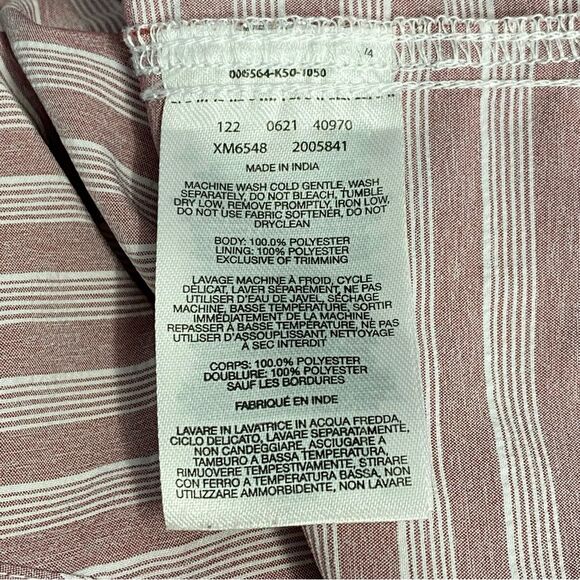 006564-K50-1050
122 0621 40970
XM6548 2005841
MADE IN INDIA
MACHINE WASH COLD GENTLE, WASH
SEPARATELY, DO NOT BLEACH, TUMBLE
DRY LOW, REMOVE PROMPTLY, IRON LOW,
DO NOT USE FABRIC SOFTENER, DO NOT
DRYCLEAN
BODY: 100.0% POLYESTER
LINING: 100% POLYESTER
EXCLUSIVE OF TRIMMING
LAVAGE MACHINE À FROID, CYCLE
DELICAT, LAVER SÉPARÉMENT, NE PAS
UTILISER D'EAU DE JAVEL, SÉCHAGE
MACHINE, BASSE TEMPÉRATURE, SORTIR
IMMÉDIATEMENT DE LA MACHINE,
REPASSER À BASSE TEMPÉRATURE, NE PAS
UTILISER D'ASSOUPLISSANT, NETTOYAGE
À SEC INTERDIT
CORPS: 100.0% POLYESTER
DOUBLURE: 100% POLYESTER
SAUF LES BORDURES
FABRIQUÉ EN INDE
LAVARE IN LAVATRICE IN ACQUA FREDDA,
CICLO DELICATO, LAVARE SEPARATAMENTE,
NON CANDEGGIARE, ASCIUGARE A
TAMBURO A BASSA TEMPERATURA,
RIMUOVERE TEMPESTIVAMENTE, STIRARE
CON FERRO A TEMPERATURA BASSA, NON
UTILIZZARE AMMORBIDENTE, NON LAVARE